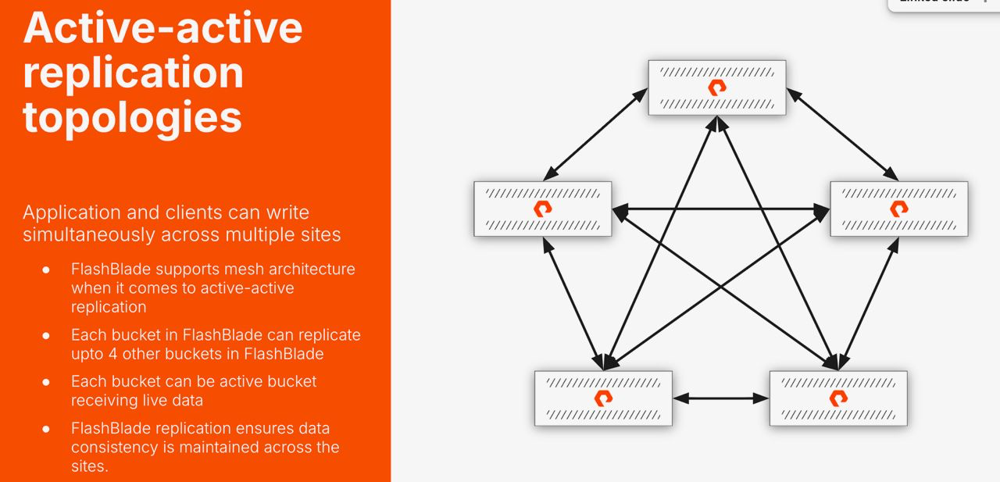 Active-active
replication
topologies
Application and clients can write
simultaneously across multiple sites
● FlashBlade supports mesh architecture
when it comes to active-active
replication
● Each bucket in FlashBlade can replicate
upto 4 other buckets in FlashBlade
● Each bucket can be active bucket
receiving live data
● FlashBlade replication ensures data
consistency is maintained across the
sites.
Linked slide